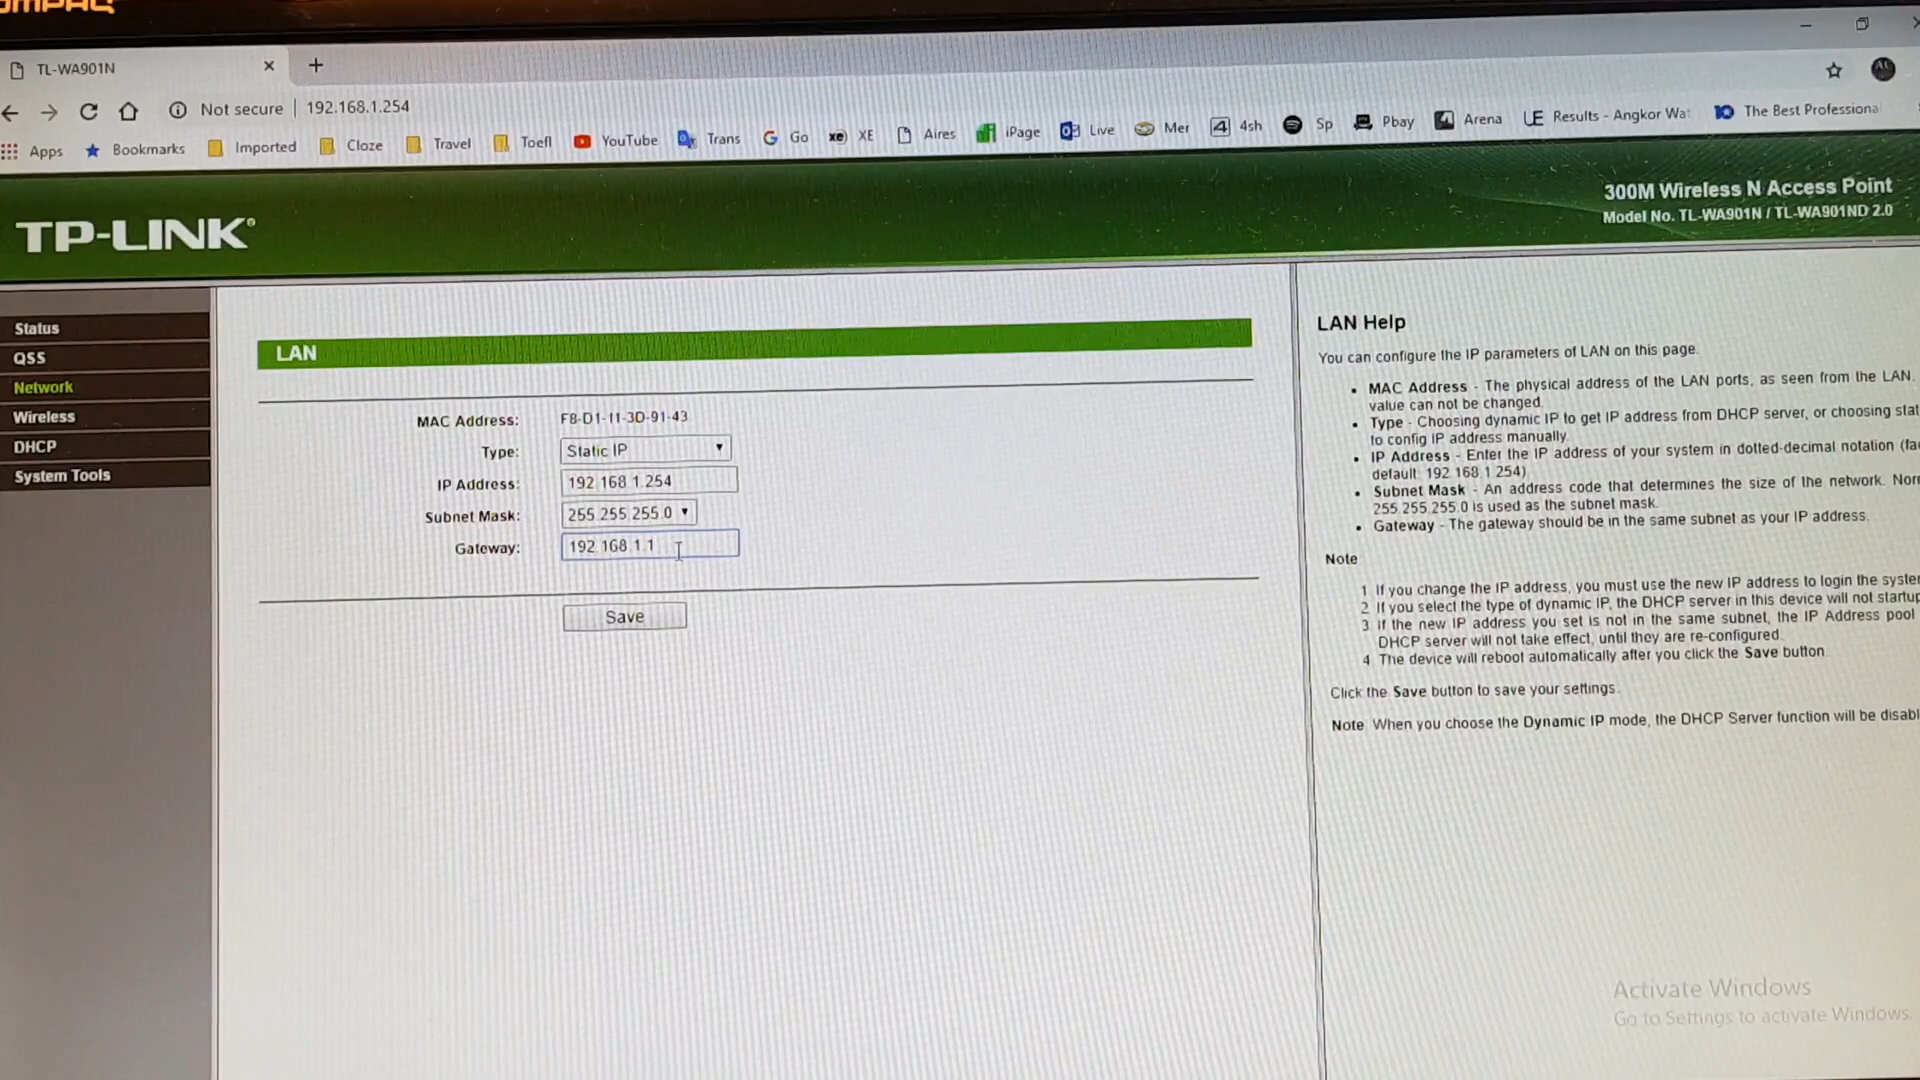 COMPAQ
TL-WA901N
Not secure | 192.168.1.254
Apps Bookmarks Imported Cloze Travel Toefl YouTube Trans Go XE Aires iPage Live Mer 4sh Sp Pbay Arena Results - Angkor Wat The Best Professiona
TP-LINK
300M Wireless N Access Point
Model No. TL-WA901N / TL-WA901ND 2.0
Status
QSS
Network
Wireless
DHCP
System Tools
LAN
MAC Address: F8-D1-11-3D-91-43
Type: Static IP
IP Address: 192.168.1.254
Subnet Mask: 255.255.255.0
Gateway: 192.168.1.1
Save
LAN Help
You can configure the IP parameters of LAN on this page.
MAC Address - The physical address of the LAN ports, as seen from the LAN.
value can not be changed.
Type - Choosing dynamic IP to get IP address from DHCP server, or choosing stat
to config IP address manually.
IP Address - Enter the IP address of your system in dotted-decimal notation (fac
default: 192.168.1.254).
Subnet Mask - An address code that determines the size of the network. Nor
255.255.255.0 is used as the subnet mask.
Gateway - The gateway should be in the same subnet as your IP address.
Note
1 If you change the IP address, you must use the new IP address to login the syste
2 If you select the type of dynamic IP, the DHCP server in this device will not startup
3 if the new IP address you set is not in the same subnet, the IP Address pool
DHCP server will not take effect, until they are re-configured.
4 The device will reboot automatically after you click the Save button.
Click the Save button to save your settings.
Note When you choose the Dynamic IP mode, the DHCP Server function will be disabl
Activate Windows
Go to Settings to activate Windows.